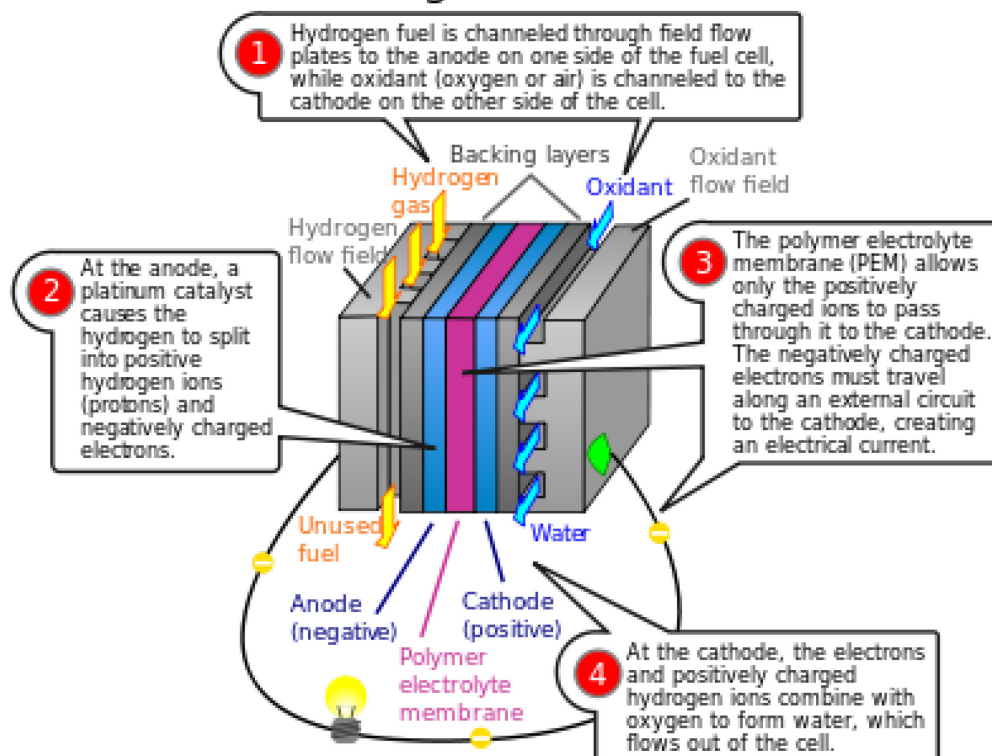 1
Hydrogen fuel is channeled through field flow
plates to the anode on one side of the fuel cell,
while oxidant (oxygen or air) is channeled to the
cathode on the other side of the cell.
Backing layers
Oxidant
flow field
Hydrogen
gas
Oxidant
Hydrogen
flow field
2
At the anode, a
platinum catalyst
causes the
hydrogen to split
into positive
hydrogen ions
(protons) and
negatively charged
electrons.
3
The polymer electrolyte
membrane (PEM) allows
only the positively
charged ions to pass
through it to the cathode.
The negatively charged
electrons must travel
along an external circuit
to the cathode, creating
an electrical current.
Unused
fuel
Water
Anode
(negative)
Cathode
(positive)
Polymer
electrolyte
membrane
4
At the cathode, the electrons
and positively charged
hydrogen ions combine with
oxygen to form water, which
flows out of the cell.